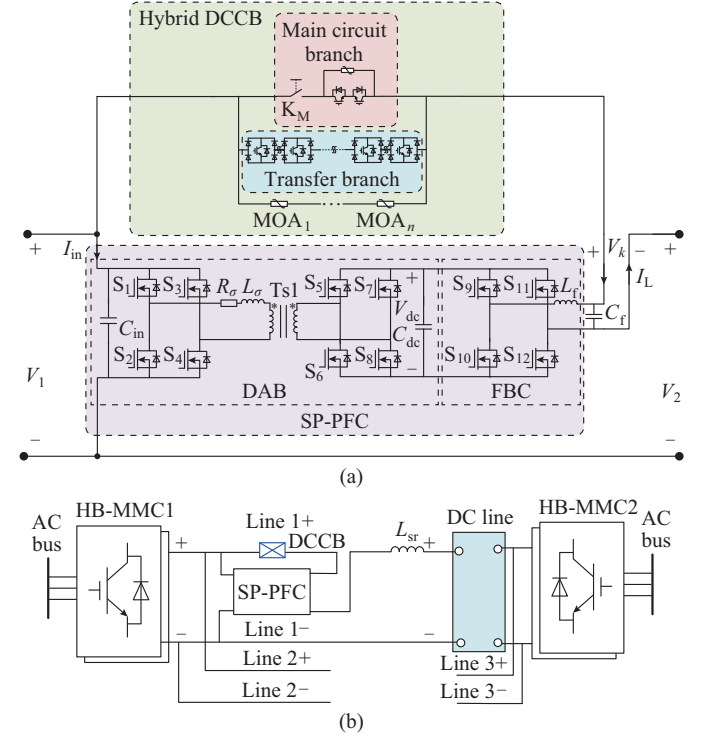 Hybrid DCCB
Main circuit
branch
K_M
Transfer branch
MOA_1 ... MOA_n
+ I_in + V_k − +
I_L
S_1 S_3 R_σ L_σ Ts1 S_5 S_7 + S_9 S_11 L_f
* *
C_in V_dc C_f
C_dc
S_2 S_4 S_6 S_8 − S_10 S_12
V_1 V_2
DAB FBC
− SP-PFC −
(a)
HB-MMC1 HB-MMC2
AC
bus
Line 1+
DCCB
L_sr
DC line
AC
bus
+ +
SP-PFC
− Line 1− −
Line 2+ Line 3+
Line 2− Line 3−
(b)